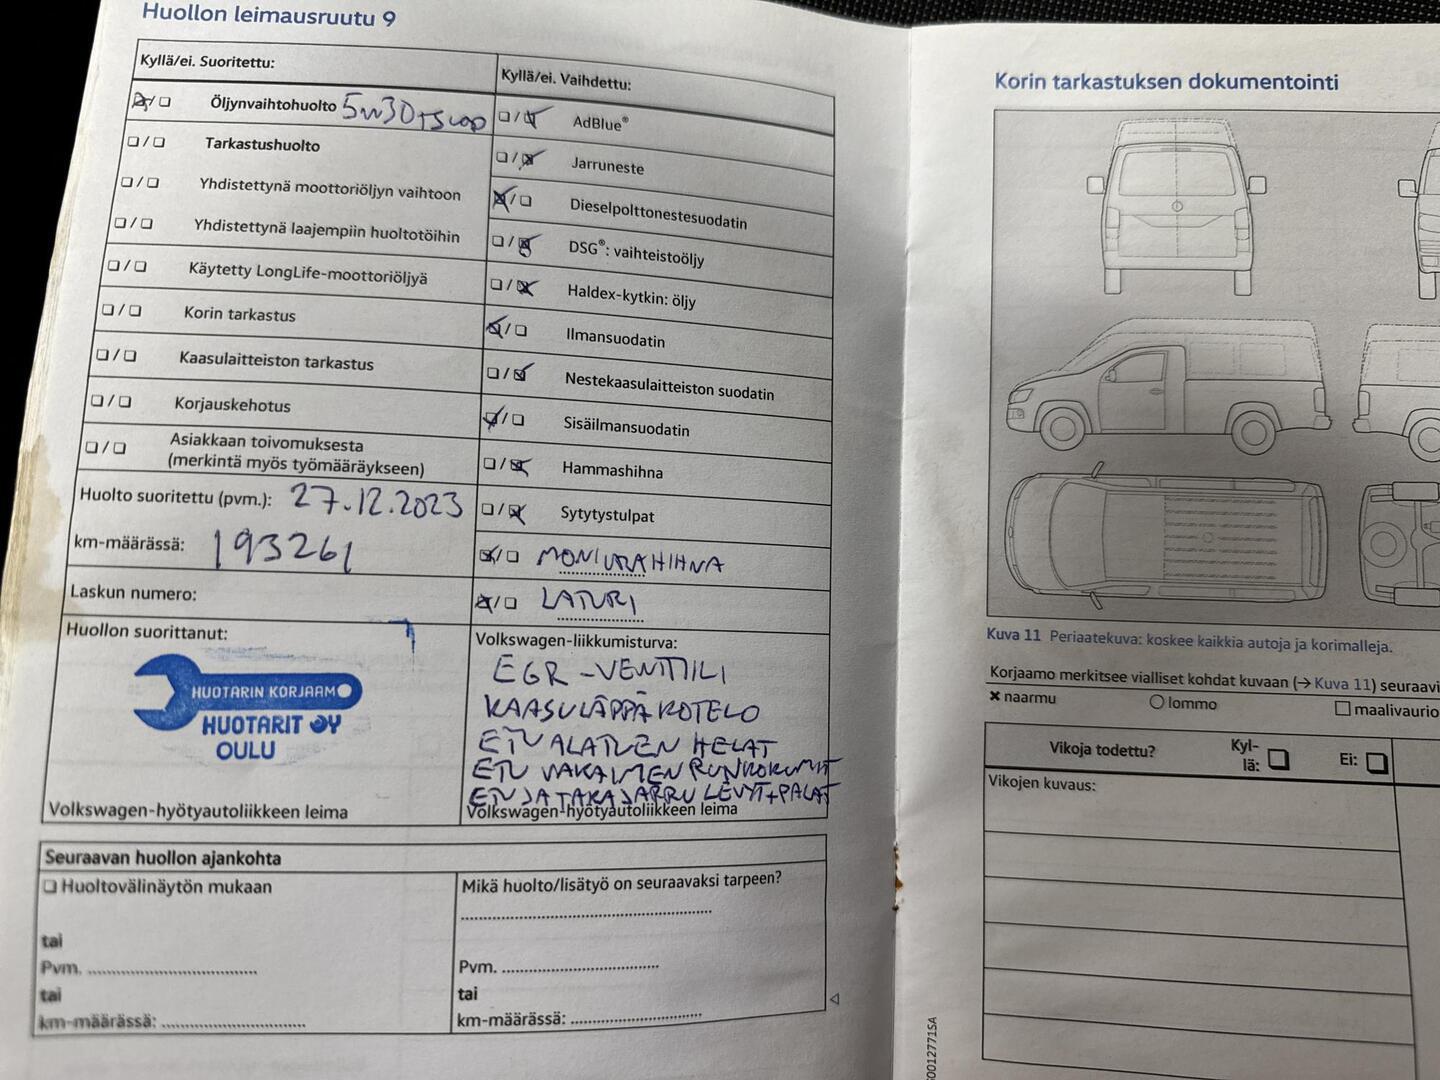 Huollon leimausruutu 9
Kyllä/ei. Suoritettu:
Öljynvaihtohuolto 5W30
Tarkastushuolto
Yhdistettynä moottoriöljyn vaihtoon
Yhdistettynä laajempiin huoltotöihin
Käytetty LongLife-moottoriöljyä
Korin tarkastus
Kaasulaitteiston tarkastus
Korjauskehotus
Asiakkaan toivomuksesta
(merkintä myös työmääräykseen)
Huolto suoritettu (pvm.): 27.12.2023
km-määrässä: 193261
Laskun numero:
Huollon suorittanut:
HUOTARIN KORJAAMO
HUOTARIT OY
OULU
Volkswagen-hyötyautoliikkeen leima
Kyllä/ei. Vaihdettu:
AdBlue®
Jarruneste
Dieselpolttonestesuodatin
DSG®: vaihteistoöljy
Haldex-kytkin: öljy
Ilmansuodatin
Nestekaasulaitteiston suodatin
Sisäilmansuodatin
Hammashihna
Sytytystulpat
MONIURAHIHNA
LATURI
Volkswagen-liikkumisturva:
EGR-VENTTIILI
KAASULÄPPÄKOTELO
ETU ALATUEN HELAT
ETU VAKAIMEN RUNKOKUMIT
ETU JA TAKAJARRU LEVYT+PALAT
Volkswagen-hyötyautoliikkeen leima
Seuraavan huollon ajankohta
Huoltovälinäytön mukaan
tai
Pvm.
tai
km-määrässä:
Mikä huolto/lisätyö on seuraavaksi tarpeen?
Pvm.
tai
km-määrässä:
Korin tarkastuksen dokumentointi
Kuva 11 Periaatekuva: koskee kaikkia autoja ja korimalleja.
Korjaamo merkitsee vialliset kohdat kuvaan (→ Kuva 11) seuraavi
naarmu lommo maalivaurio
Vikoja todettu? Kyl-
lä: Ei:
Vikojen kuvaus: